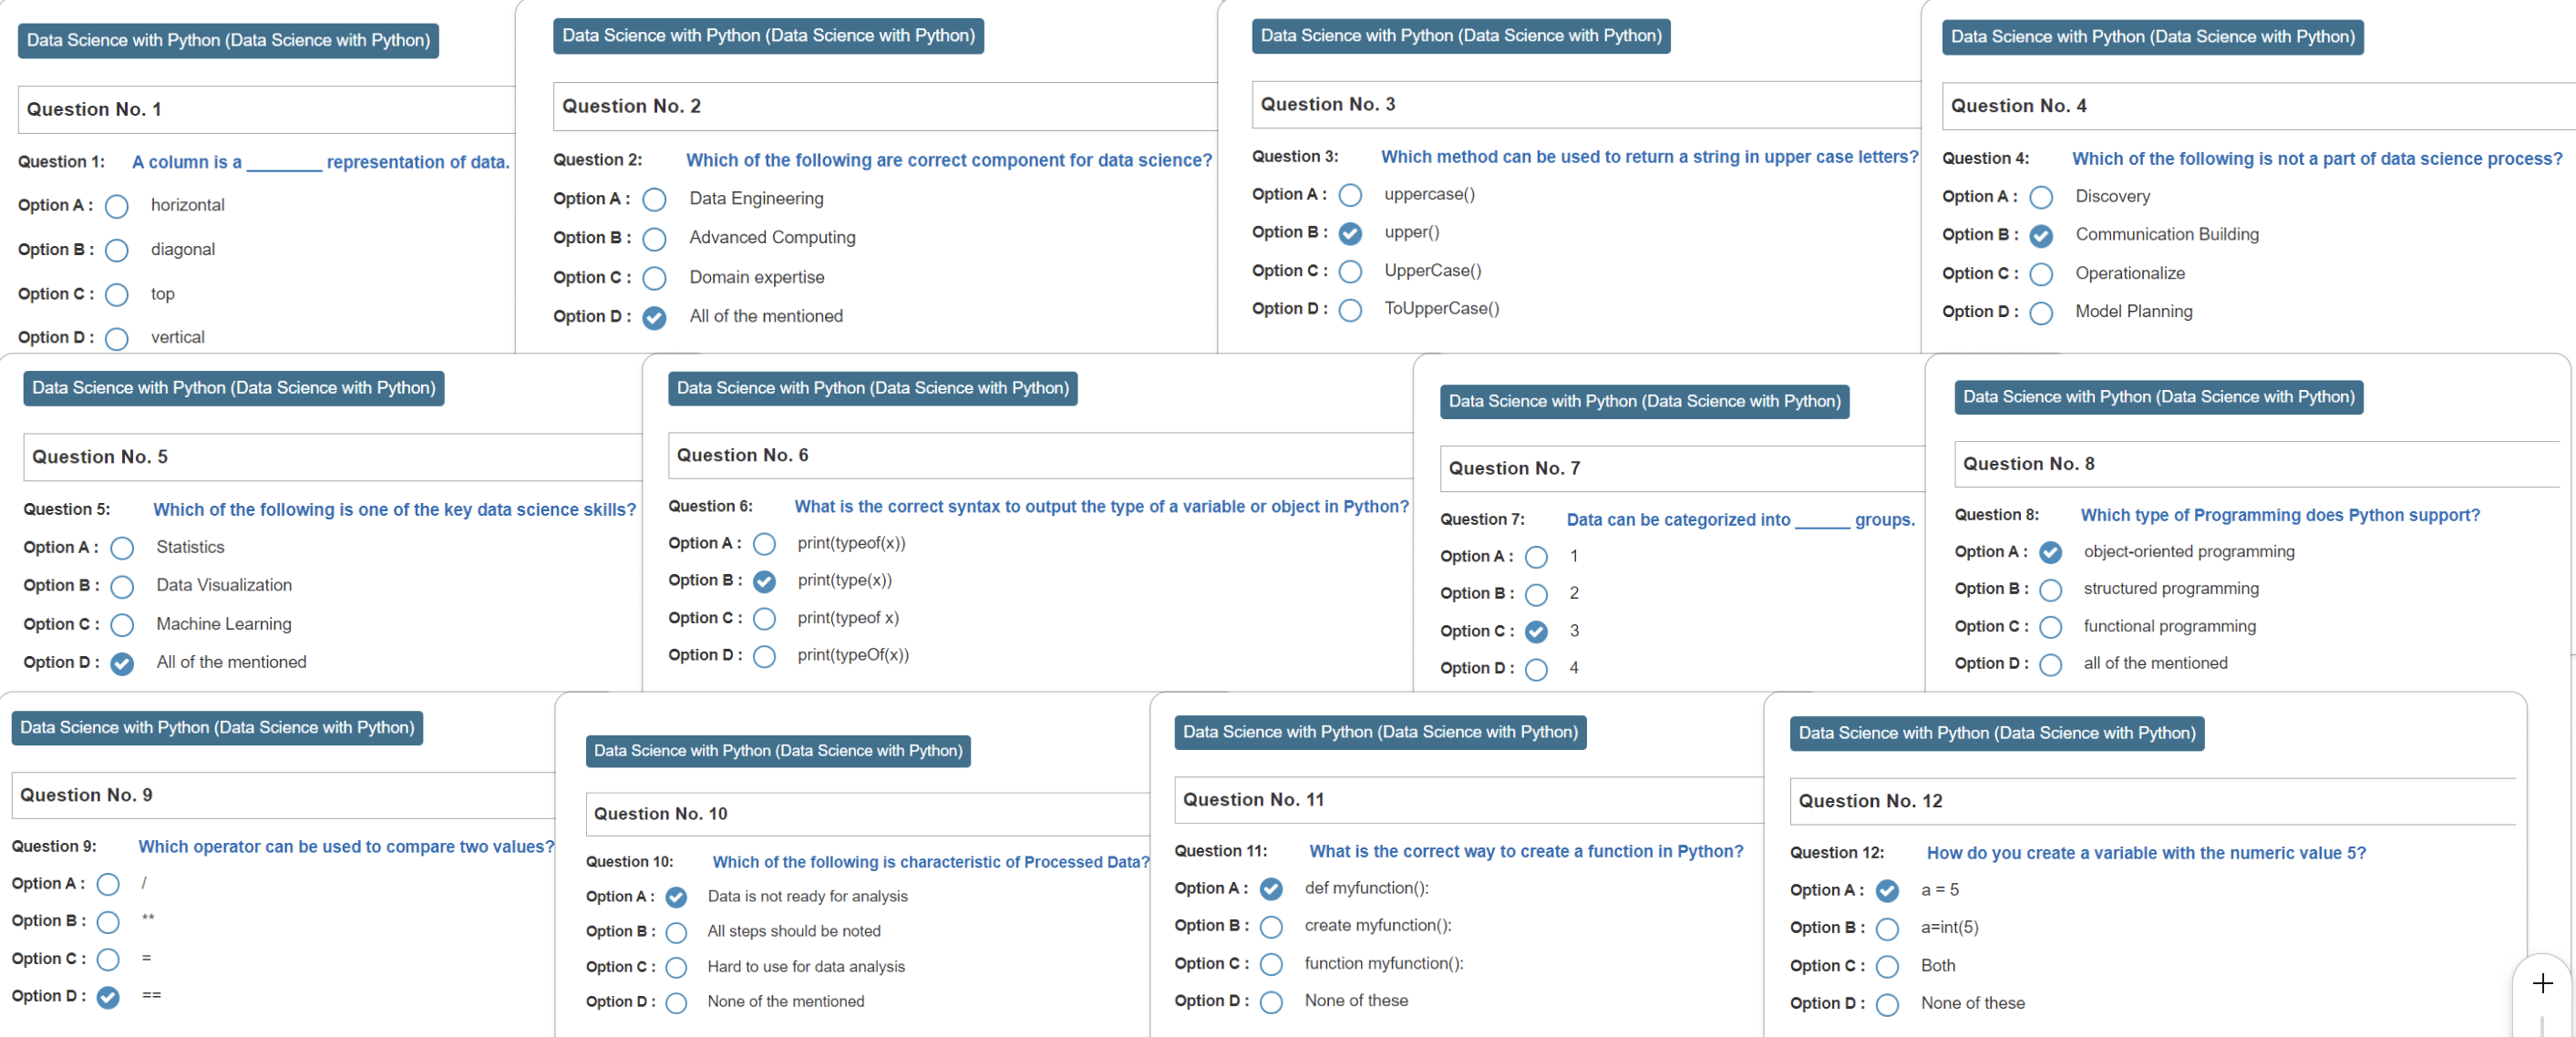 Data Science with Python (Data Science with Python)
Question No. 1
Question 1: A column is a ________ representation of data.
Option A : horizontal
Option B : diagonal
Option C : top
Option D : vertical
Data Science with Python (Data Science with Python)
Question No. 2
Question 2: Which of the following are correct component for data science?
Option A : Data Engineering
Option B : Advanced Computing
Option C : Domain expertise
Option D : All of the mentioned
Data Science with Python (Data Science with Python)
Question No. 3
Question 3: Which method can be used to return a string in upper case letters?
Option A : uppercase()
Option B : upper()
Option C : UpperCase()
Option D : ToUpperCase()
Data Science with Python (Data Science with Python)
Question No. 4
Question 4: Which of the following is not a part of data science process?
Option A : Discovery
Option B : Communication Building
Option C : Operationalize
Option D : Model Planning
Data Science with Python (Data Science with Python)
Question No. 5
Question 5: Which of the following is one of the key data science skills?
Option A : Statistics
Option B : Data Visualization
Option C : Machine Learning
Option D : All of the mentioned
Data Science with Python (Data Science with Python)
Question No. 6
Question 6: What is the correct syntax to output the type of a variable or object in Python?
Option A : print(typeof(x))
Option B : print(type(x))
Option C : print(typeof x)
Option D : print(typeOf(x))
Data Science with Python (Data Science with Python)
Question No. 7
Question 7: Data can be categorized into ______ groups.
Option A : 1
Option B : 2
Option C : 3
Option D : 4
Data Science with Python (Data Science with Python)
Question No. 8
Question 8: Which type of Programming does Python support?
Option A : object-oriented programming
Option B : structured programming
Option C : functional programming
Option D : all of the mentioned
Data Science with Python (Data Science with Python)
Question No. 9
Question 9: Which operator can be used to compare two values?
Option A : /
Option B : **
Option C : =
Option D : ==
Data Science with Python (Data Science with Python)
Question No. 10
Question 10: Which of the following is characteristic of Processed Data?
Option A : Data is not ready for analysis
Option B : All steps should be noted
Option C : Hard to use for data analysis
Option D : None of the mentioned
Data Science with Python (Data Science with Python)
Question No. 11
Question 11: What is the correct way to create a function in Python?
Option A : def myfunction():
Option B : create myfunction():
Option C : function myfunction():
Option D : None of these
Data Science with Python (Data Science with Python)
Question No. 12
Question 12: How do you create a variable with the numeric value 5?
Option A : a = 5
Option B : a=int(5)
Option C : Both
Option D : None of these